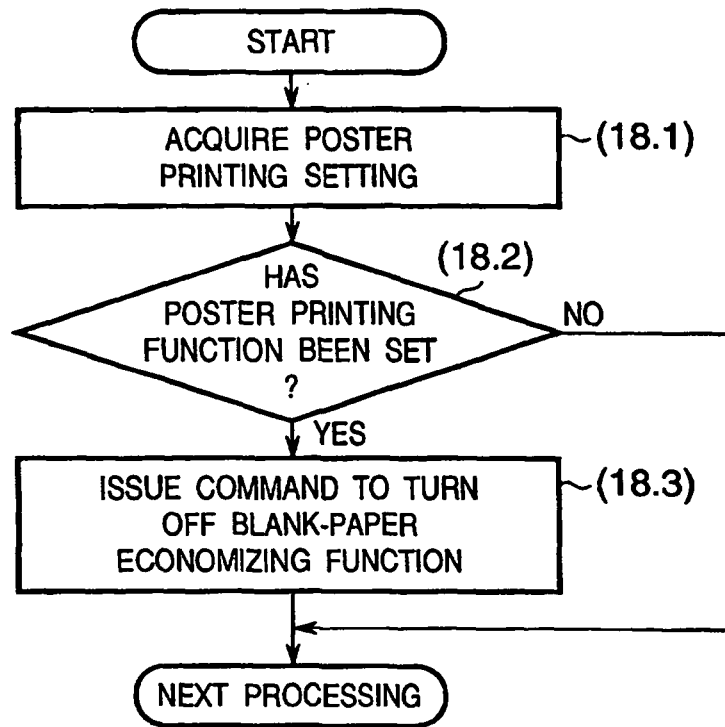 START
ACQUIRE POSTER
PRINTING SETTING
(18.1)
(18.2)
HAS
POSTER PRINTING
FUNCTION BEEN SET
?
NO
YES
ISSUE COMMAND TO TURN
OFF BLANK-PAPER
ECONOMIZING FUNCTION
(18.3)
NEXT PROCESSING